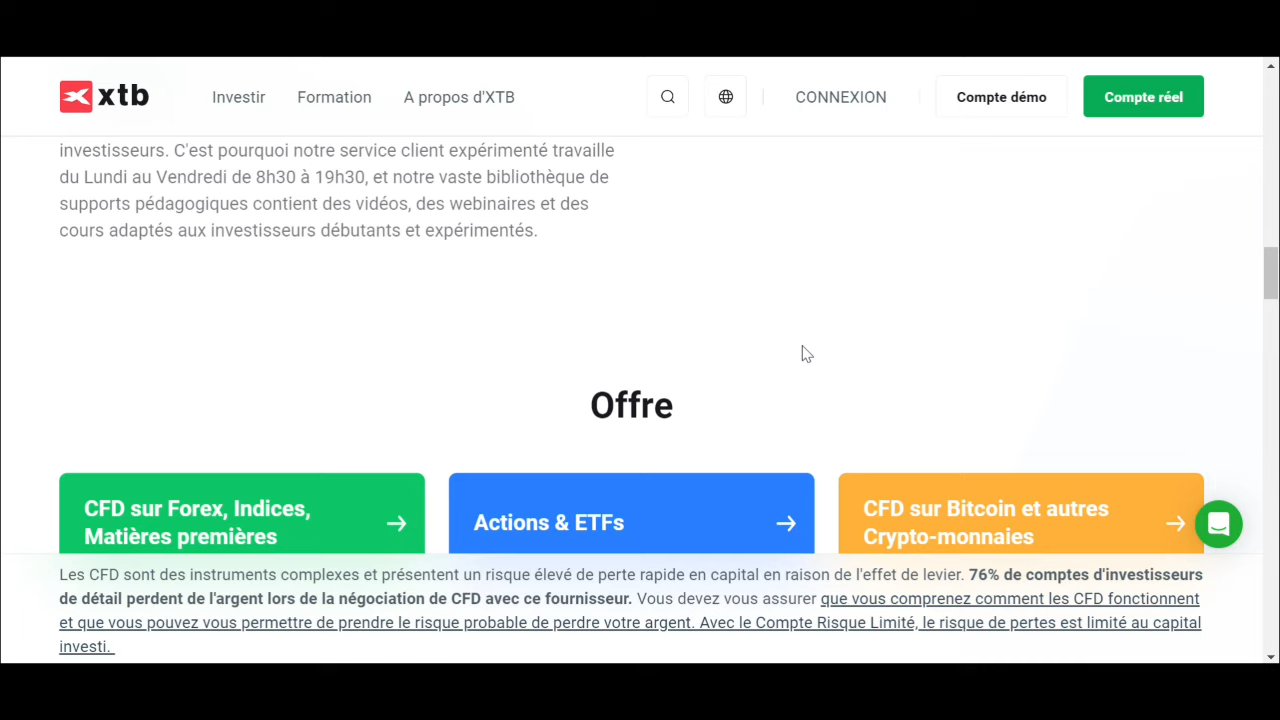 xtb
Investir Formation A propos d'XTB CONNEXION Compte démo Compte réel
investisseurs. C'est pourquoi notre service client expérimenté travaille
du Lundi au Vendredi de 8h30 à 19h30, et notre vaste bibliothèque de
supports pédagogiques contient des vidéos, des webinaires et des
cours adaptés aux investisseurs débutants et expérimentés.
Offre
CFD sur Forex, Indices,
Matières premières
Actions & ETFs
CFD sur Bitcoin et autres
Crypto-monnaies
Les CFD sont des instruments complexes et présentent un risque élevé de perte rapide en capital en raison de l'effet de levier. 76% de comptes d'investisseurs
de détail perdent de l'argent lors de la négociation de CFD avec ce fournisseur. Vous devez vous assurer que vous comprenez comment les CFD fonctionnent
et que vous pouvez vous permettre de prendre le risque probable de perdre votre argent. Avec le Compte Risque Limité, le risque de pertes est limité au capital
investi.